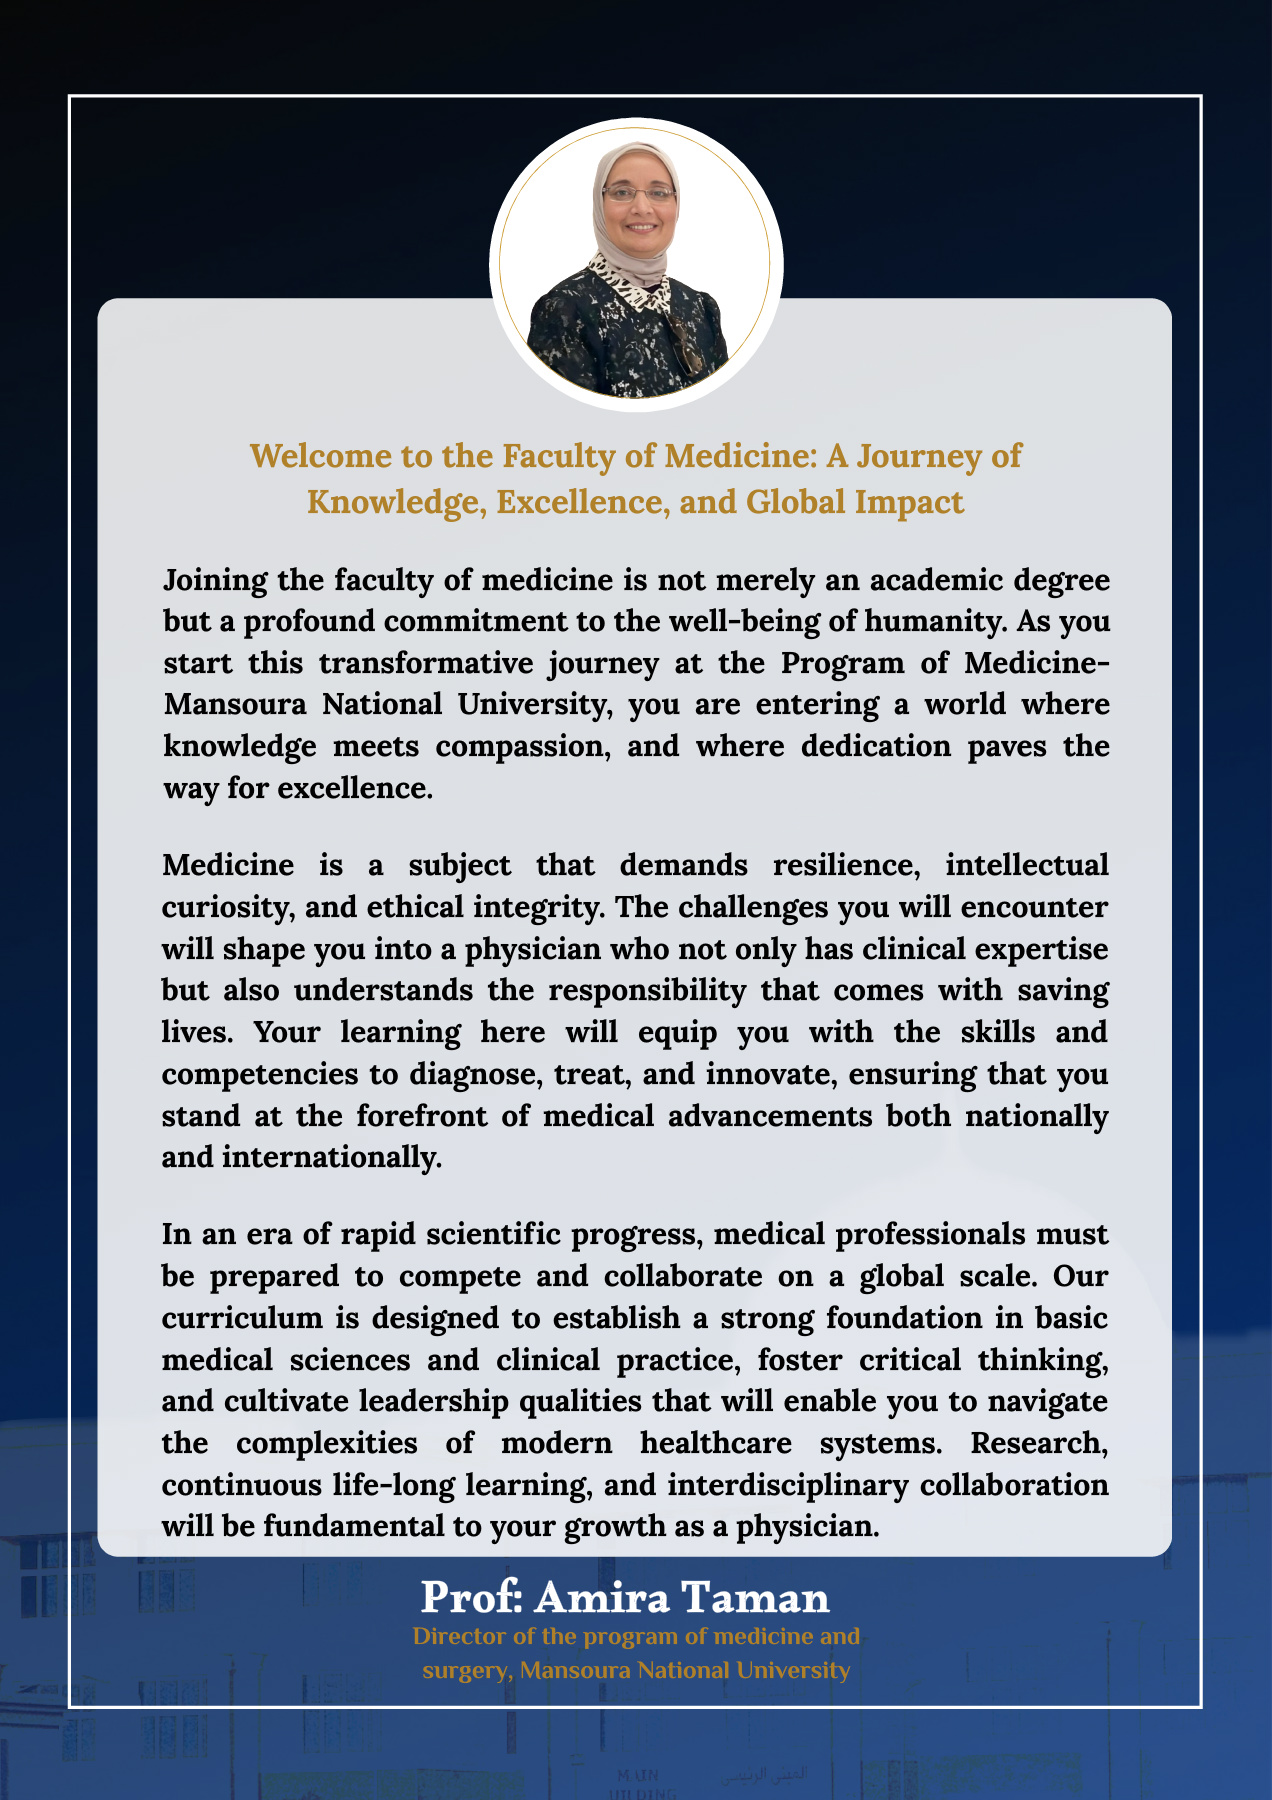 Welcome to the Faculty of Medicine: A Journey of
Knowledge, Excellence, and Global Impact
Joining the faculty of medicine is not merely an academic degree
but a profound commitment to the well-being of humanity. As you
start this transformative journey at the Program of Medicine-
Mansoura National University, you are entering a world where
knowledge meets compassion, and where dedication paves the
way for excellence.
Medicine is a subject that demands resilience, intellectual
curiosity, and ethical integrity. The challenges you will encounter
will shape you into a physician who not only has clinical expertise
but also understands the responsibility that comes with saving
lives. Your learning here will equip you with the skills and
competencies to diagnose, treat, and innovate, ensuring that you
stand at the forefront of medical advancements both nationally
and internationally.
In an era of rapid scientific progress, medical professionals must
be prepared to compete and collaborate on a global scale. Our
curriculum is designed to establish a strong foundation in basic
medical sciences and clinical practice, foster critical thinking,
and cultivate leadership qualities that will enable you to navigate
the complexities of modern healthcare systems. Research,
continuous life-long learning, and interdisciplinary collaboration
will be fundamental to your growth as a physician.
Prof: Amira Taman
Director of the program of medicine and
surgery, Mansoura National University